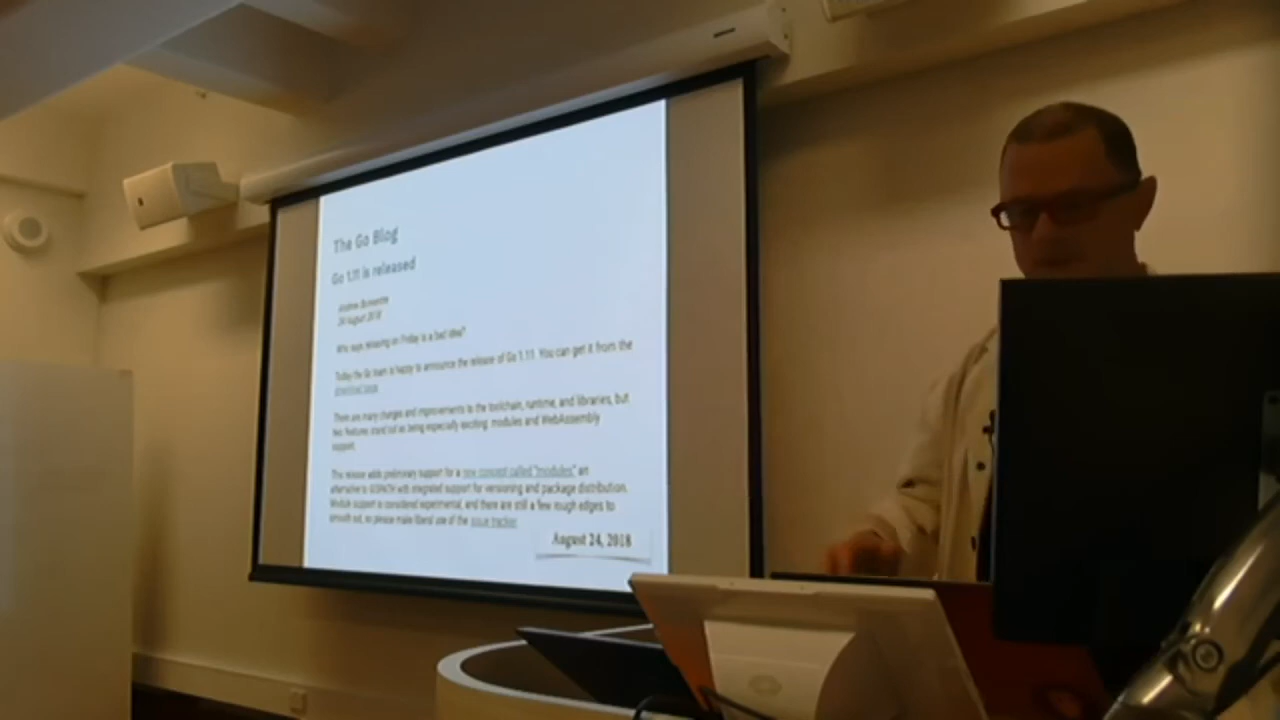 The Go Blog
Go 1.11 is released
24 August 2018
Who says releasing on Friday is a bad idea?
Today the Go team is happy to announce the release of Go 1.11. You can get it from the
download page
There are many changes and improvements to the toolchain, runtime, and libraries, but
two features stand out as being especially exciting: modules and WebAssembly
support.
This release adds preliminary support for a new concept called "modules" an
alternative to GOPATH with integrated support for versioning and package distribution.
Module support is considered experimental, and there are still a few rough edges to
smooth out, so please make liberal use of the issue tracker
August 24, 2018